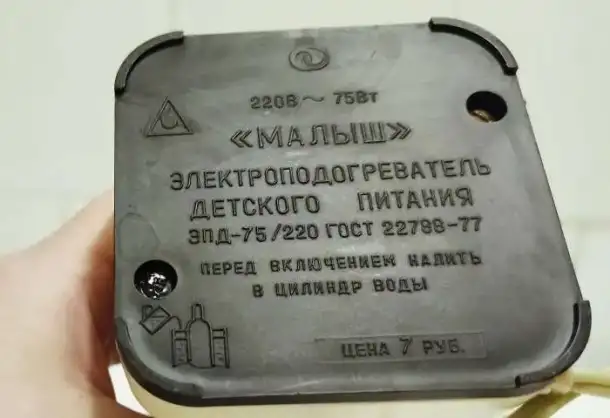 220В ~ 75Вт
«МАЛЫШ»
ЭЛЕКТРОПОДОГРЕВАТЕЛЬ
ДЕТСКОГО ПИТАНИЯ
ЭПД-75/220 ГОСТ 22798-77
ПЕРЕД ВКЛЮЧЕНИЕМ НАЛИТЬ
В ЦИЛИНДР ВОДЫ
ЦЕНА 7 РУБ.